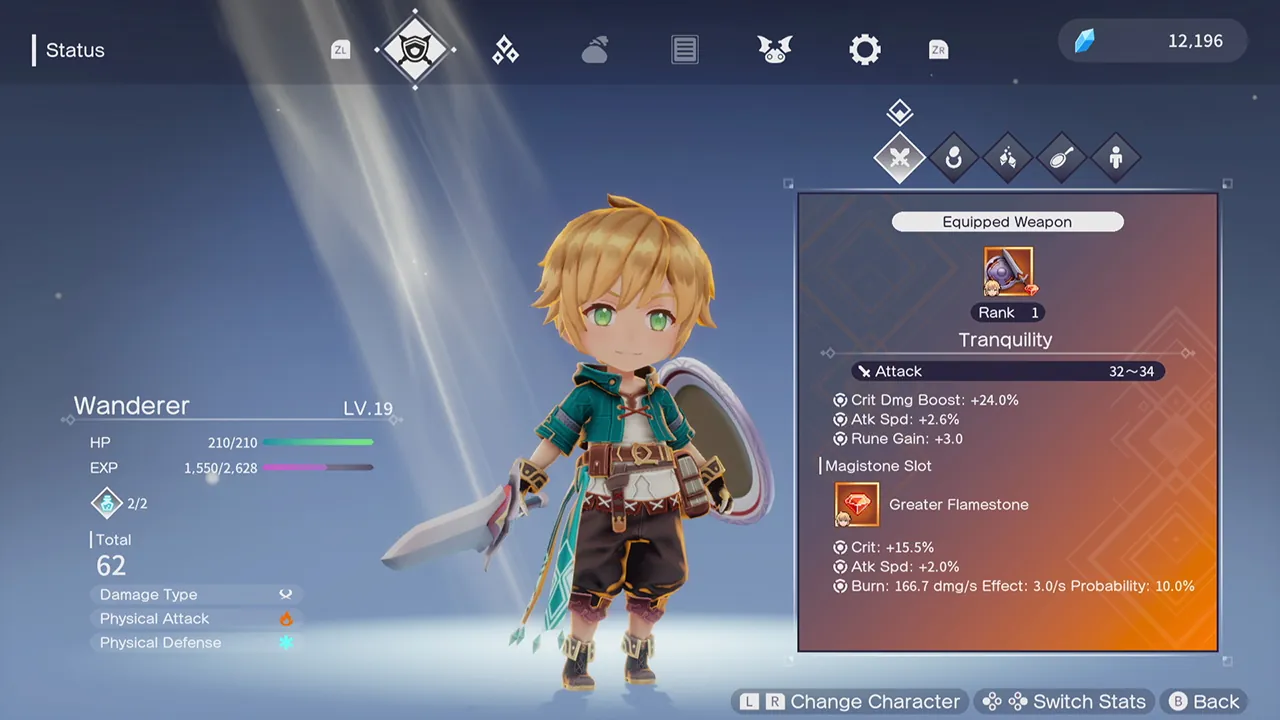 Status
ZL
ZR
12,196
Equipped Weapon
Rank 1
Tranquility
Attack 32～34
Crit Dmg Boost: +24.0%
Atk Spd: +2.6%
Rune Gain: +3.0
Magistone Slot
Greater Flamestone
Crit: +15.5%
Atk Spd: +2.0%
Burn: 166.7 dmg/s Effect: 3.0/s Probability: 10.0%
Wanderer LV.19
HP 210/210
EXP 1,550/2,628
2/2
Total
62
Damage Type
Physical Attack
Physical Defense
L R Change Character Switch Stats B Back